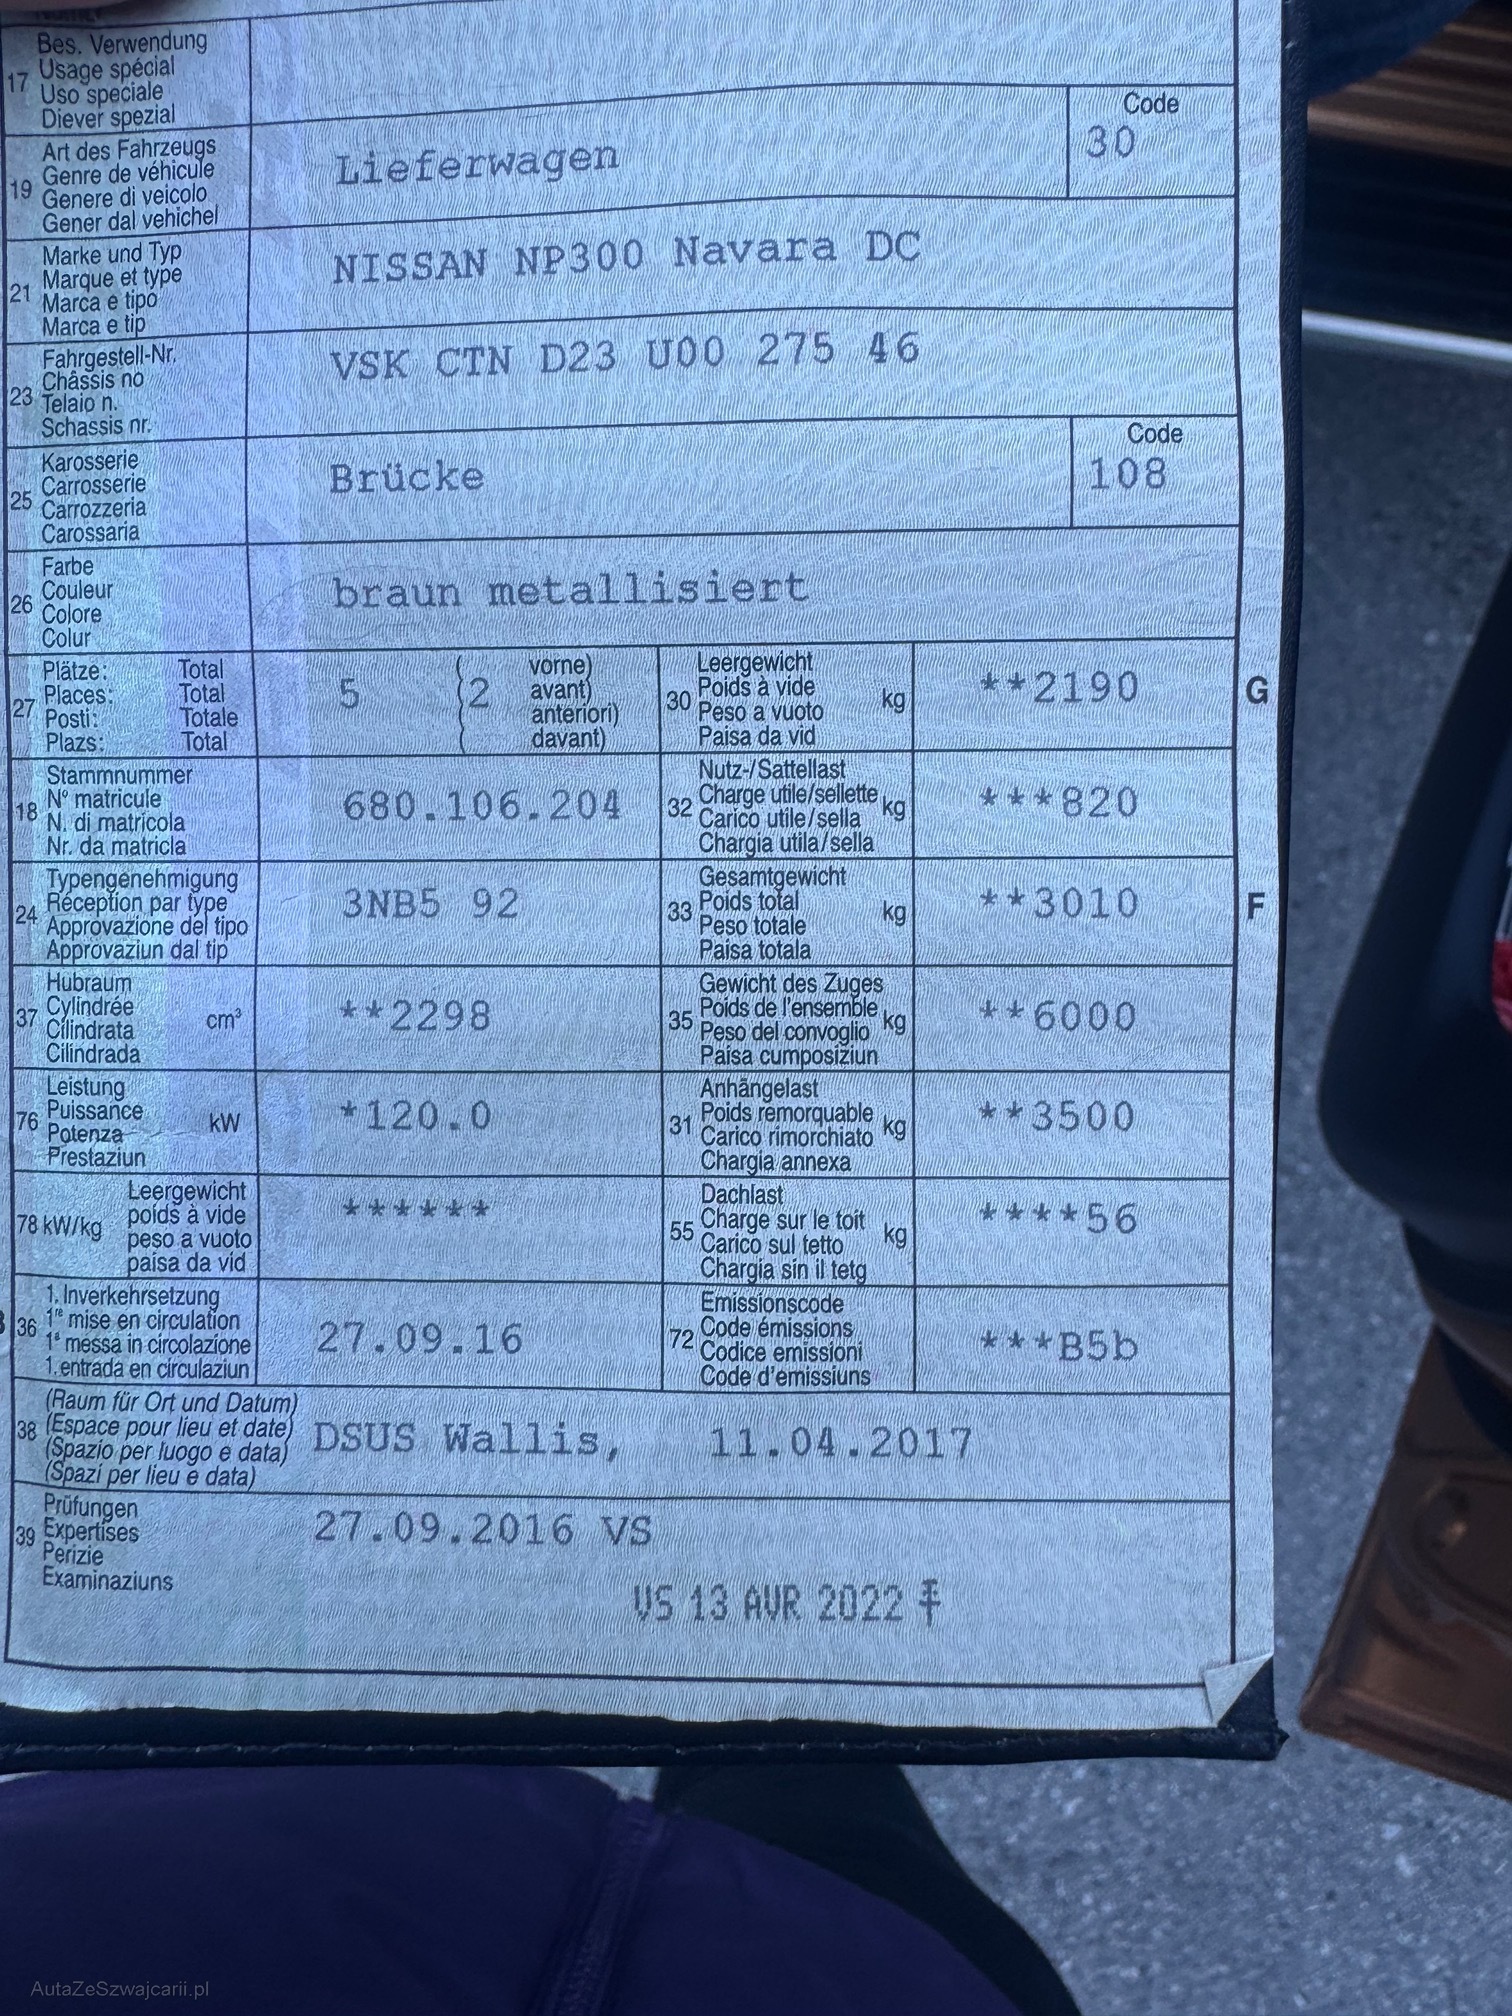 17 Bes. Verwendung
Usage spécial
Uso speciale
Diever spezial
19 Art des Fahrzeugs
Genre de véhicule
Genere di veicolo
Gener dal vehichel
Lieferwagen
Code
30
21 Marke und Typ
Marque et type
Marca e tipo
Marca e tip
NISSAN NP300 Navara DC
23 Fahrgestell-Nr.
Châssis no
Telaio n.
Schassis nr.
VSK CTN D23 U00 275 46
25 Karosserie
Carrosserie
Carrozzeria
Carossaria
Brücke
Code
108
26 Farbe
Couleur
Colore
Colur
braun metallisiert
27 Plätze: Total
Places: Total
Posti: Totale
Plazs: Total
5 (2 vorne)
avant)
anteriori)
davant)
30 Leergewicht
Poids à vide
Peso a vuoto
Paisa da vid
kg
**2190
G
18 Stammnummer
N° matricule
N. di matricola
Nr. da matricla
680.106.204
32 Nutz-/Sattellast
Charge utile/sellette
Carico utile/sella
Chargia utila/sella
kg
***820
24 Typengenehmigung
Réception par type
Approvazione del tipo
Approvaziun dal tip
3NB5 92
33 Gesamtgewicht
Poids total
Peso totale
Paisa totala
kg
**3010
F
37 Hubraum
Cylindrée
Cilindrata
Cilindrada
cm³
**2298
35 Gewicht des Zuges
Poids de l'ensemble
Peso del convoglio
Paisa cumposiziun
kg
**6000
76 Leistung
Puissance
Potenza
Prestaziun
kW
*120.0
31 Anhängelast
Poids remorquable
Carico rimorchiato
Chargia annexa
kg
**3500
78 kW/kg
Leergewicht
poids à vide
peso a vuoto
paisa da vid
******
55 Dachlast
Charge sur le toit
Carico sul tetto
Chargia sin il tetg
kg
****56
36 1. Inverkehrsetzung
1re mise en circulation
1a messa in circolazione
1. entrada en circulaziun
27.09.16
72 Emissionscode
Code émissions
Codice emissioni
Code d'emissiuns
***B5b
38 (Raum für Ort und Datum)
(Espace pour lieu et date)
(Spazio per luogo e data)
(Spazi per lieu e data)
DSUS Wallis, 11.04.2017
39 Prüfungen
Expertises
Perizie
Examinaziuns
27.09.2016 VS
VS 13 AVR 2022
AutaZeSzwajcarii.pl